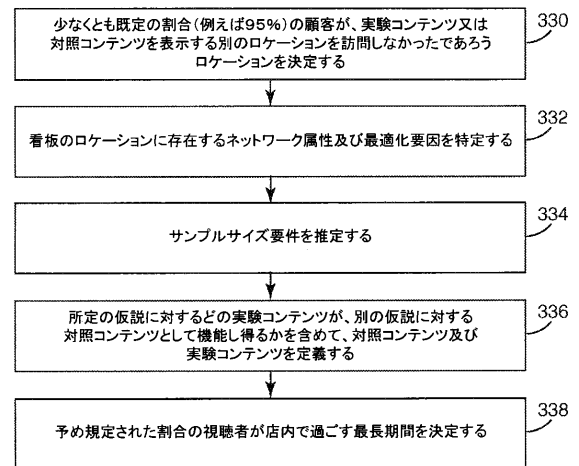 少なくとも既定の割合(例えば95%)の顧客が、実験コンテンツ又は
対照コンテンツを表示する別のロケーションを訪問しなかったであろう
ロケーションを決定する
330
看板のロケーションに存在するネットワーク属性及び最適化要因を特定する
332
サンプルサイズ要件を推定する
334
所定の仮説に対するどの実験コンテンツが、別の仮説に対する
対照コンテンツとして機能し得るかを含めて、対照コンテンツ及び
実験コンテンツを定義する
336
予め規定された割合の視聴者が店内で過ごす最長期間を決定する
338